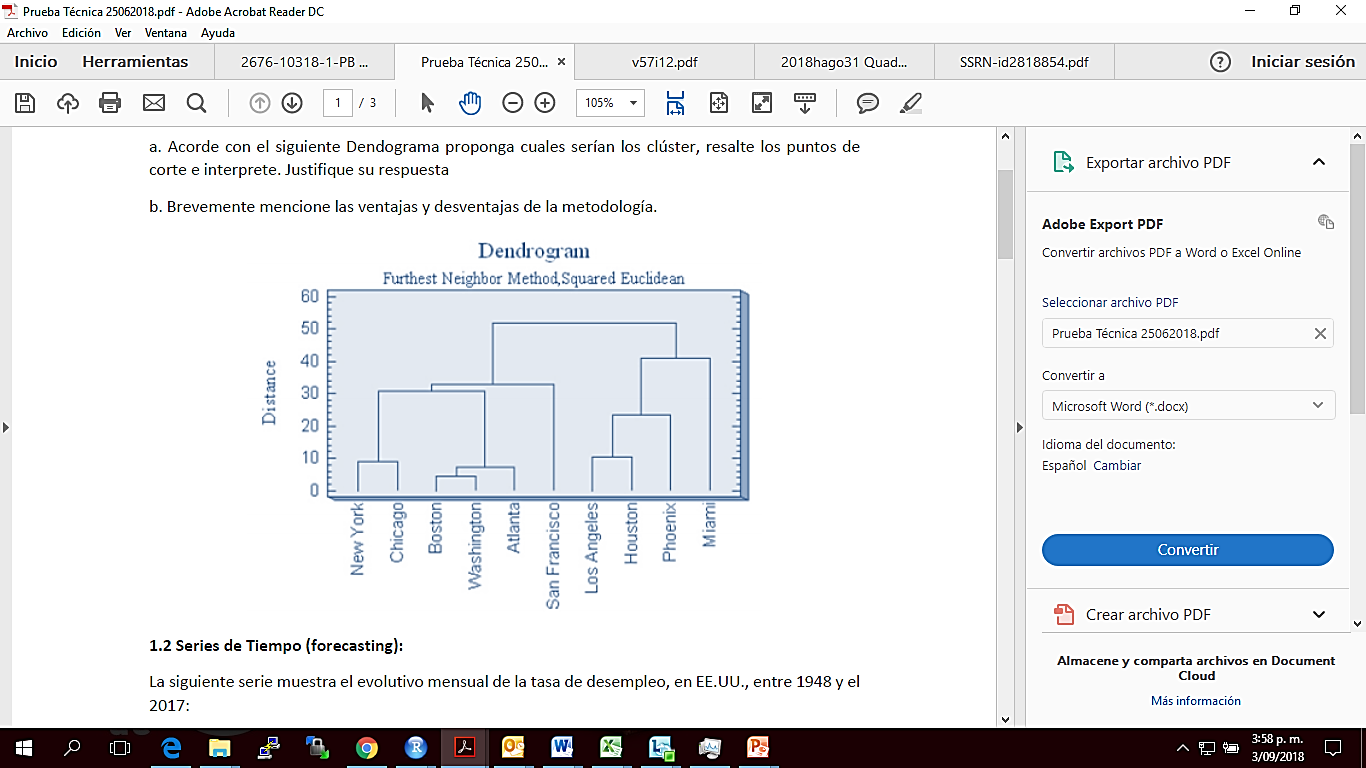 Prueba Técnica 25062018.pdf - Adobe Acrobat Reader DC
Archivo Edición Ver Ventana Ayuda
Inicio Herramientas 2676-10318-1-PB ... Prueba Técnica 250... × v57i12.pdf 2018hago31 Quad... SSRN-id2818854.pdf ? Iniciar sesión
1 / 3 105%
a. Acorde con el siguiente Dendograma proponga cuales serían los clúster, resalte los puntos de
corte e interprete. Justifique su respuesta
b. Brevemente mencione las ventajas y desventajas de la metodología.
Dendrogram
Furthest Neighbor Method,Squared Euclidean
Distance
60
50
40
30
20
10
0
New York
Chicago
Boston
Washington
Atlanta
San Francisco
Los Angeles
Houston
Phoenix
Miami
1.2 Series de Tiempo (forecasting):
La siguiente serie muestra el evolutivo mensual de la tasa de desempleo, en EE.UU., entre 1948 y el
2017:
Exportar archivo PDF
Adobe Export PDF
Convertir archivos PDF a Word o Excel Online
Seleccionar archivo PDF
Prueba Técnica 25062018.pdf
Convertir a
Microsoft Word (*.docx)
Idioma del documento:
Español Cambiar
Convertir
Crear archivo PDF
Almacene y comparta archivos en Document
Cloud
Más información
3:58 p. m.
3/09/2018